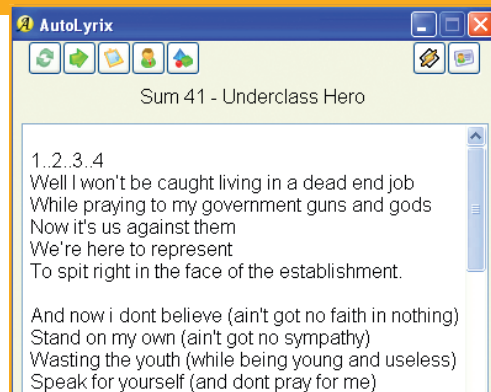 AutoLyrix
Sum 41 - Underclass Hero
1..2..3..4
Well I won't be caught living in a dead end job
While praying to my government guns and gods
Now it's us against them
We're here to represent
To spit right in the face of the establishment.
And now i dont believe (ain't got no faith in nothing)
Stand on my own (ain't got no sympathy)
Wasting the youth (while being young and useless)
Speak for yourself (and dont pray for me)